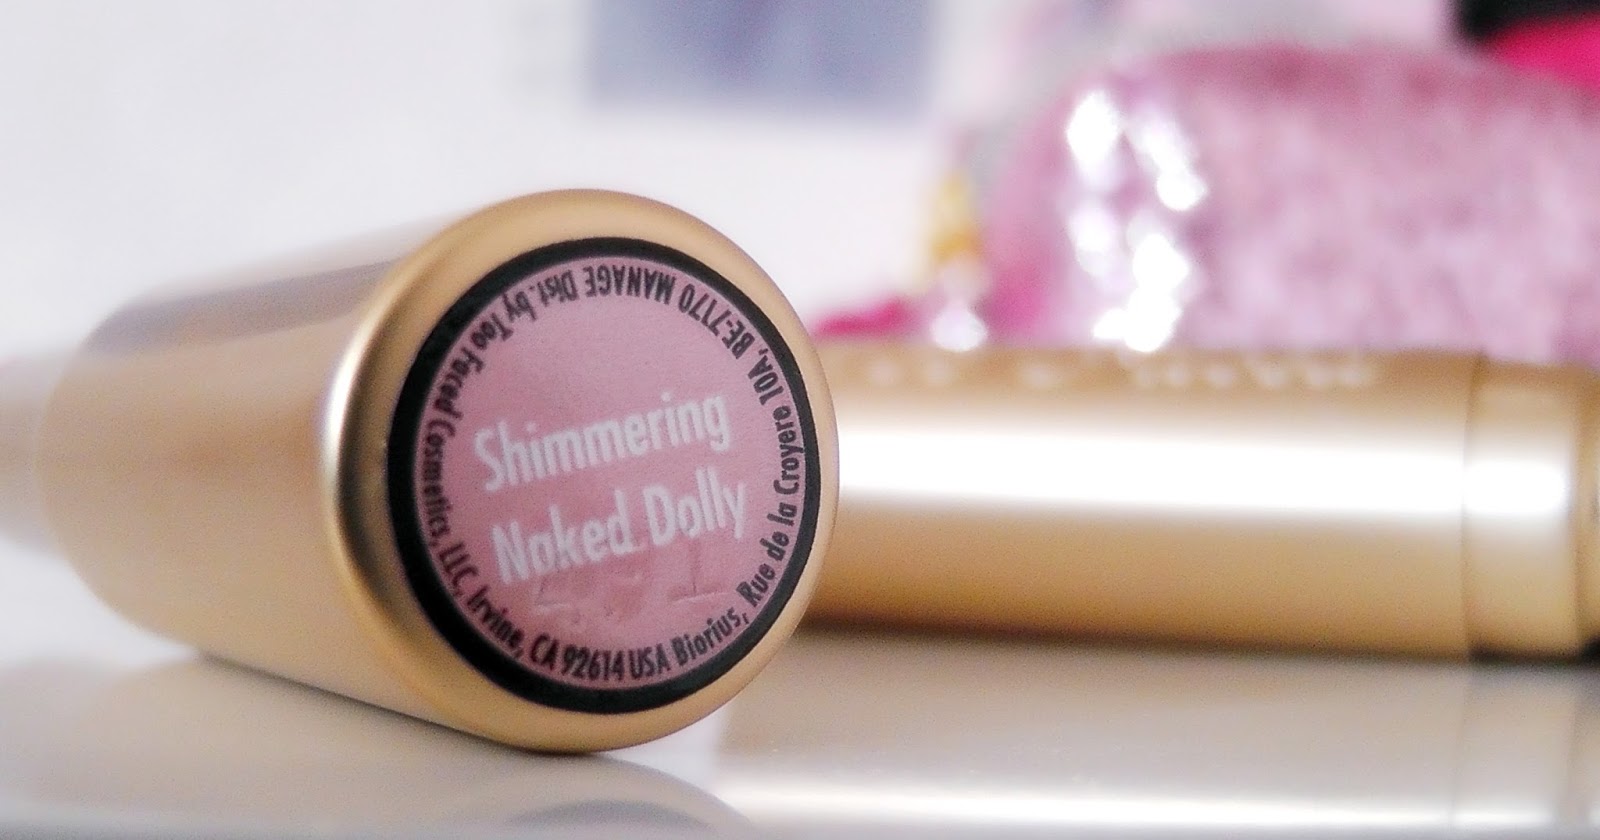 Shimmering
Naked Dolly
Dist. by Too Faced Cosmetics, LLC, Irvine, CA 92614 USA Biorius, Rue de la Croyere 10A, BE-7170 MANAGE